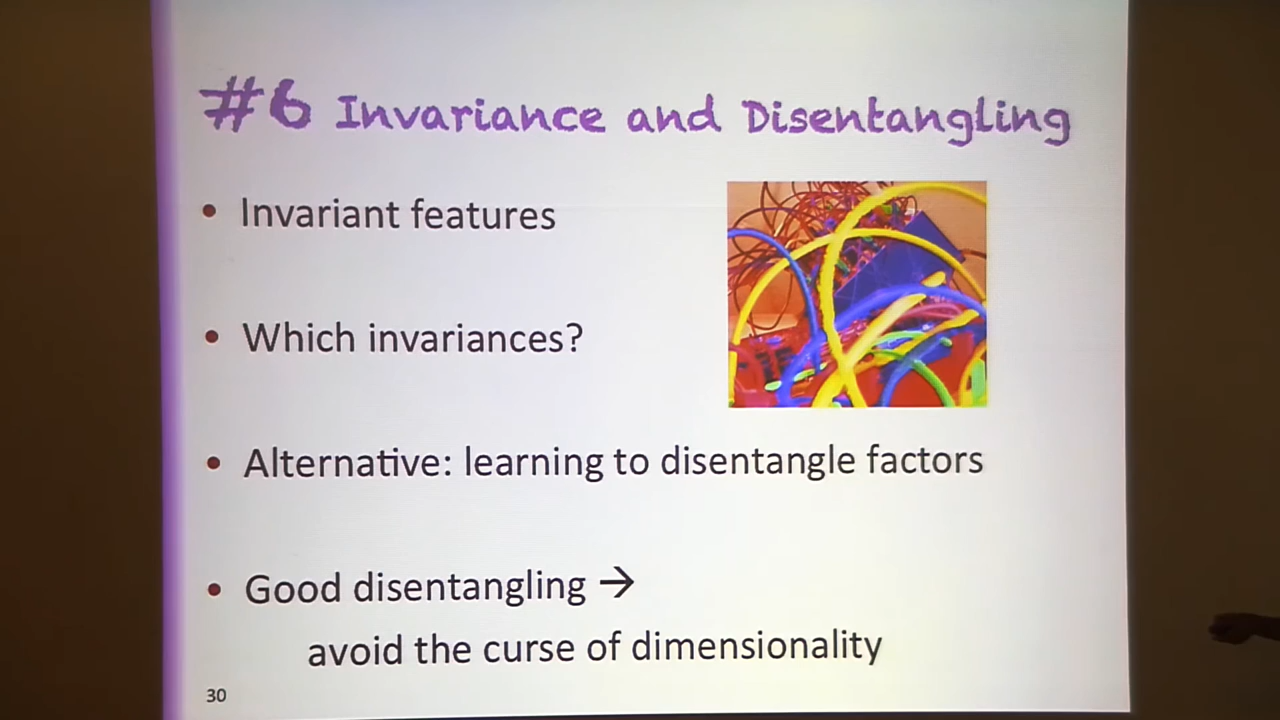 #6 Invariance and Disentangling
• Invariant features
• Which invariances?
• Alternative: learning to disentangle factors
• Good disentangling →
avoid the curse of dimensionality
30